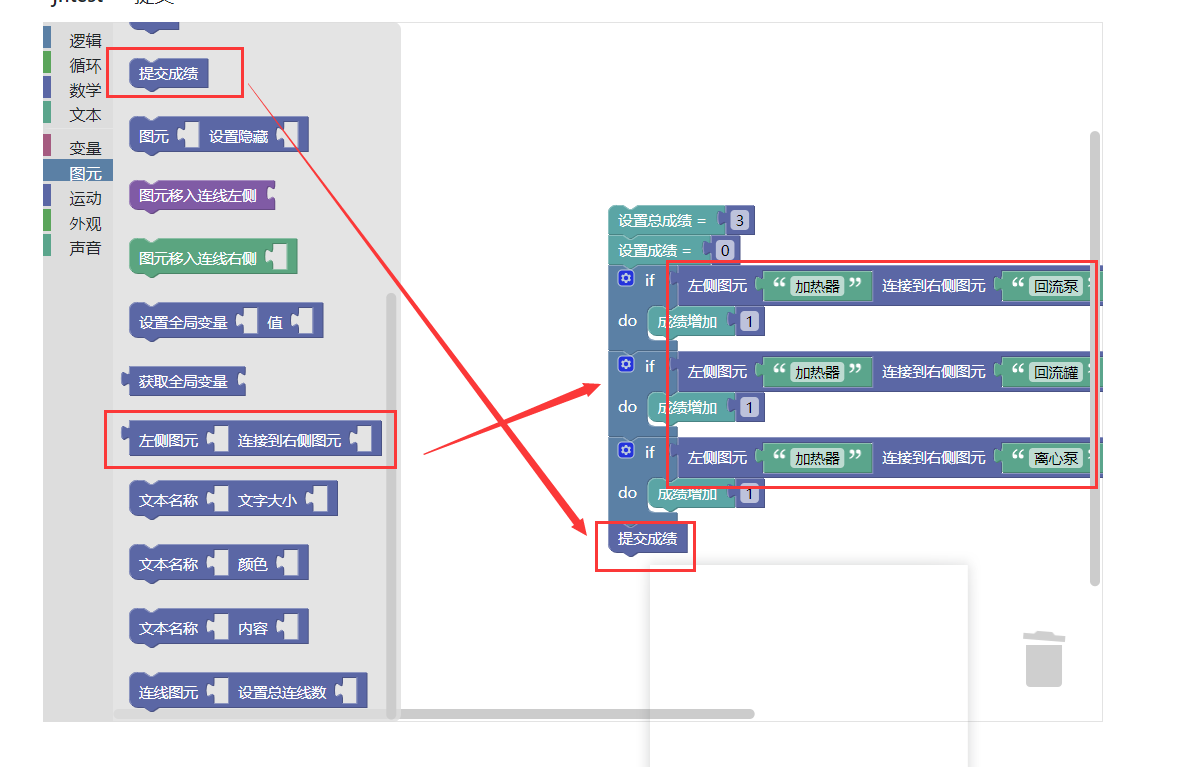 逻辑
循环
数学
文本
变量
图元
运动
外观
声音
提交成绩
图元 设置隐藏
图元移入连线左侧
图元移入连线右侧
设置全局变量 值
获取全局变量
左侧图元 连接到右侧图元
文本名称 文字大小
文本名称 颜色
文本名称 内容
连线图元 设置总连线数
设置总成绩 = 3
设置成绩 = 0
if 左侧图元 “ 加热器 ” 连接到右侧图元 “ 回流泵
do 成绩增加 1
if 左侧图元 “ 加热器 ” 连接到右侧图元 “ 回流罐
do 成绩增加 1
if 左侧图元 “ 加热器 ” 连接到右侧图元 “ 离心泵
do 成绩增加 1
提交成绩